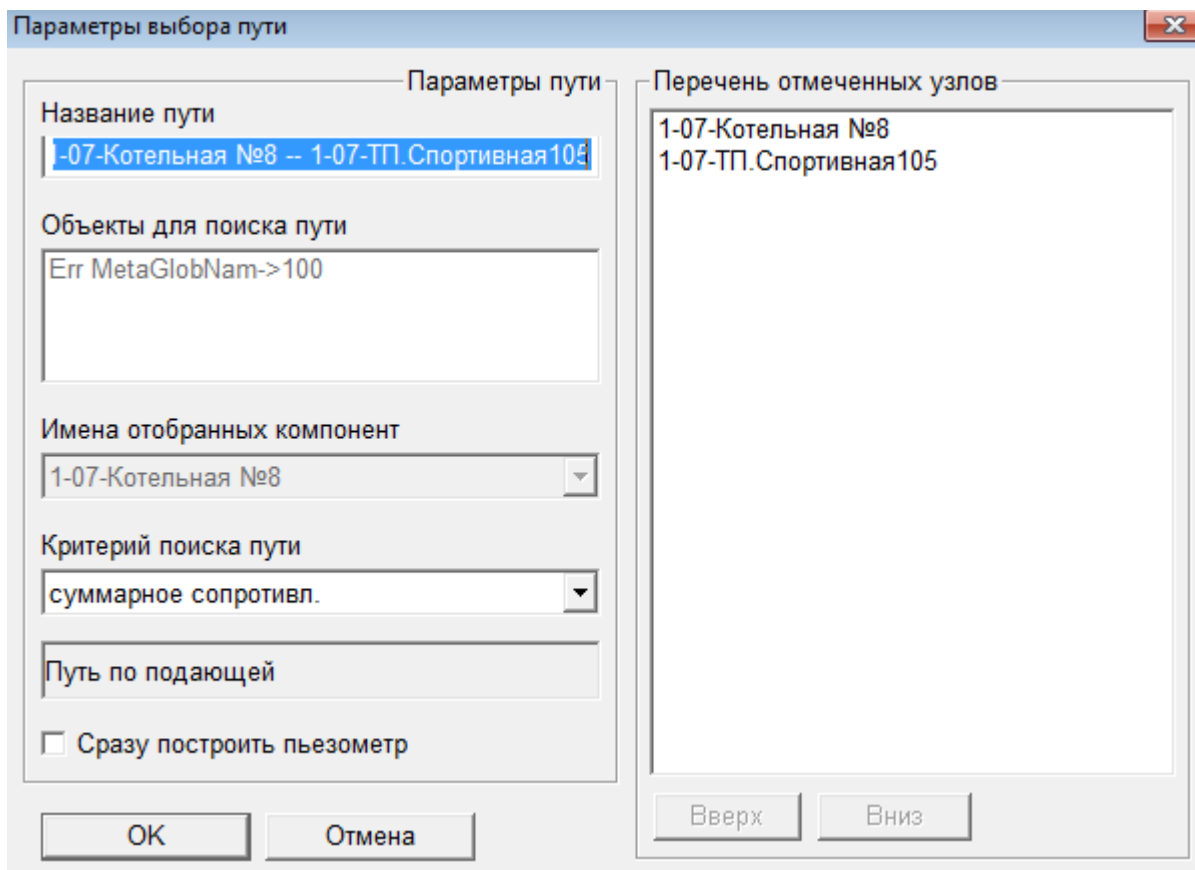 Параметры выбора пути
Параметры пути
Название пути
1-07-Котельная №8 -- 1-07-ТП.Спортивная105
Объекты для поиска пути
Err MetaGlobNam->100
Имена отобранных компонент
1-07-Котельная №8
Критерий поиска пути
суммарное сопротивл.
Путь по подающей
Сразу построить пьезометр
OK
Отмена
Перечень отмеченных узлов
1-07-Котельная №8
1-07-ТП.Спортивная105
Вверх
Вниз